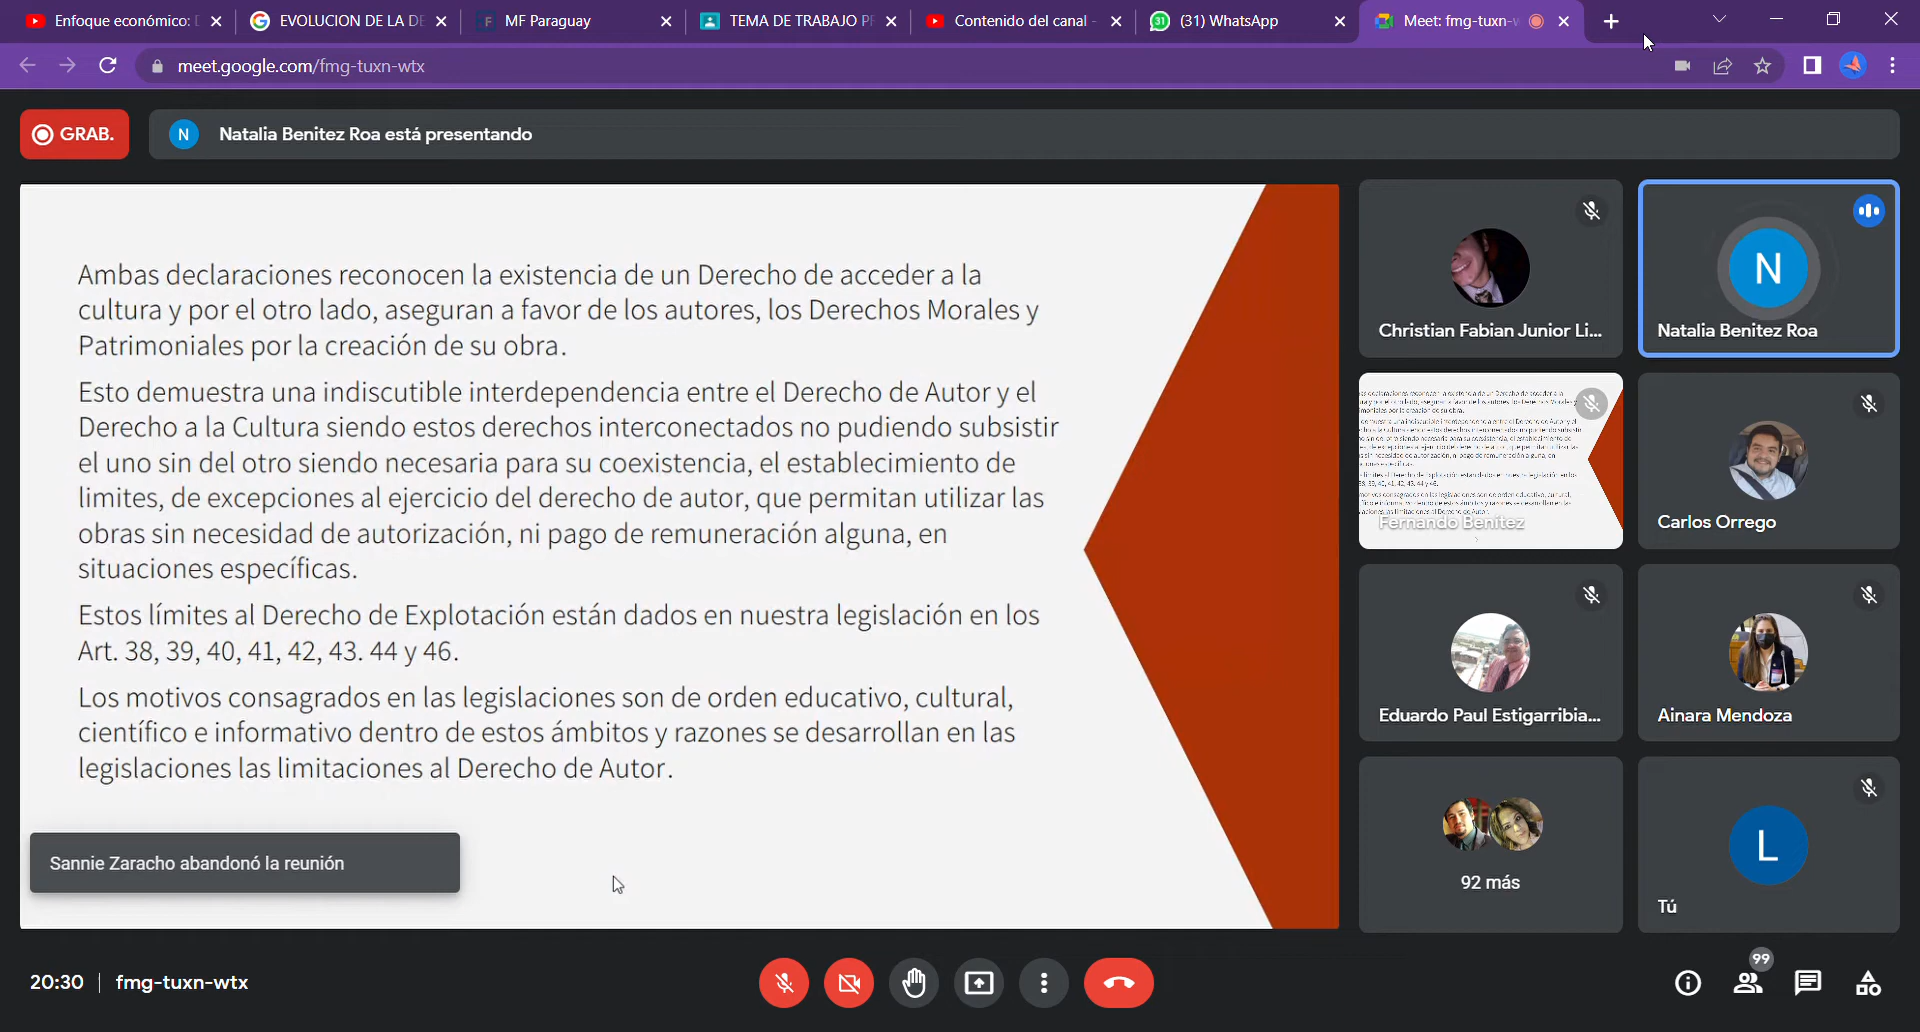 Enfoque económico:
EVOLUCION DE LA DE
MF Paraguay
TEMA DE TRABAJO
Contenido del canal -
(31) WhatsApp
Meet: fmg-tuxn-w
meet.google.com/fmg-tuxn-wtx
GRAB.
N
Natalia Benitez Roa está presentando
Ambas declaraciones reconocen la existencia de un Derecho de acceder a la
cultura y por el otro lado, aseguran a favor de los autores, los Derechos Morales y
Patrimoniales por la creación de su obra.
Esto demuestra una indiscutible interdependencia entre el Derecho de Autor y el
Derecho a la Cultura siendo estos derechos interconectados no pudiendo subsistir
el uno sin del otro siendo necesaria para su coexistencia, el establecimiento de
limites, de excepciones al ejercicio del derecho de autor, que permitan utilizar las
obras sin necesidad de autorización, ni pago de remuneración alguna, en
situaciones específicas.
Estos límites al Derecho de Explotación están dados en nuestra legislación en los
Art. 38, 39, 40, 41, 42, 43. 44 y 46.
Los motivos consagrados en las legislaciones son de orden educativo, cultural,
científico e informativo dentro de estos ámbitos y razones se desarrollan en las
legislaciones las limitaciones al Derecho de Autor.
Sannie Zaracho abandonó la reunión
Christian Fabian Junior Li...
N
Natalia Benitez Roa
Fernando Benítez
Carlos Orrego
Eduardo Paul Estigarribia...
Ainara Mendoza
92 más
L
Tú
20:30
fmg-tuxn-wtx
99